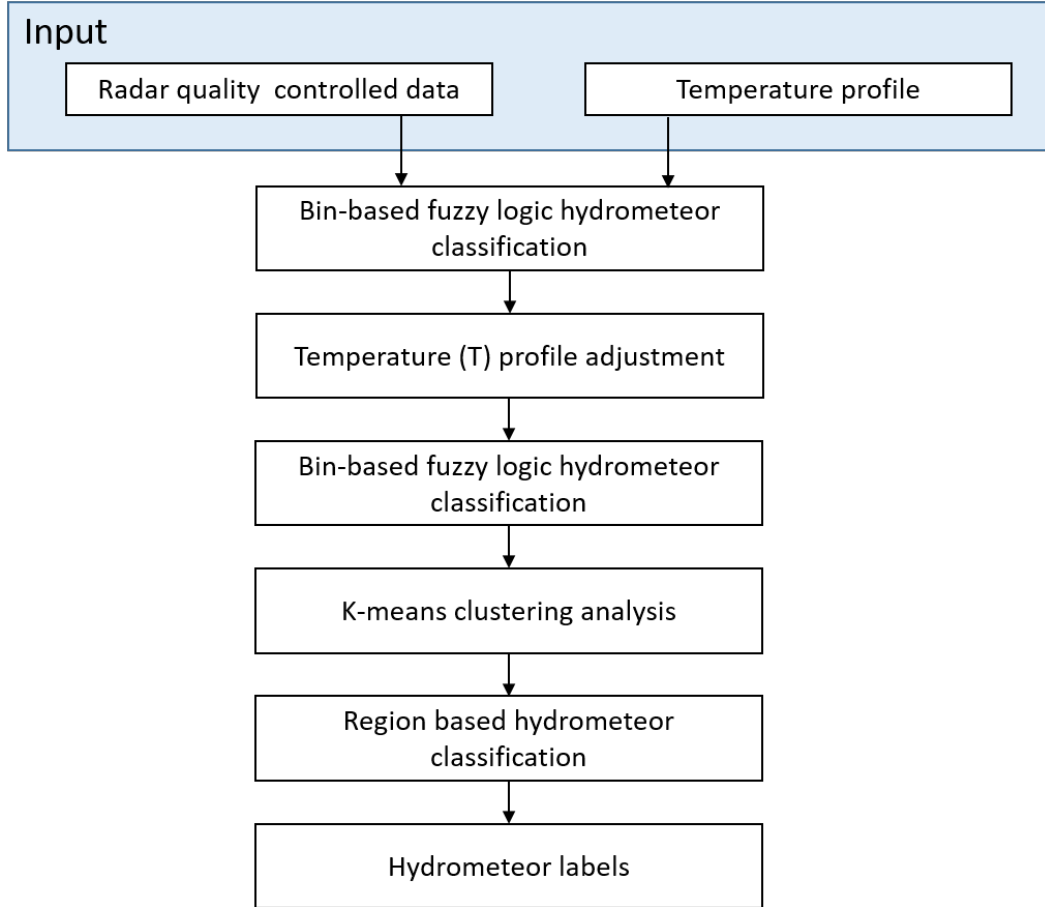 Input
Radar quality controlled data
Temperature profile
Bin-based fuzzy logic hydrometeor
classification
Temperature (T) profile adjustment
Bin-based fuzzy logic hydrometeor
classification
K-means clustering analysis
Region based hydrometeor
classification
Hydrometeor labels